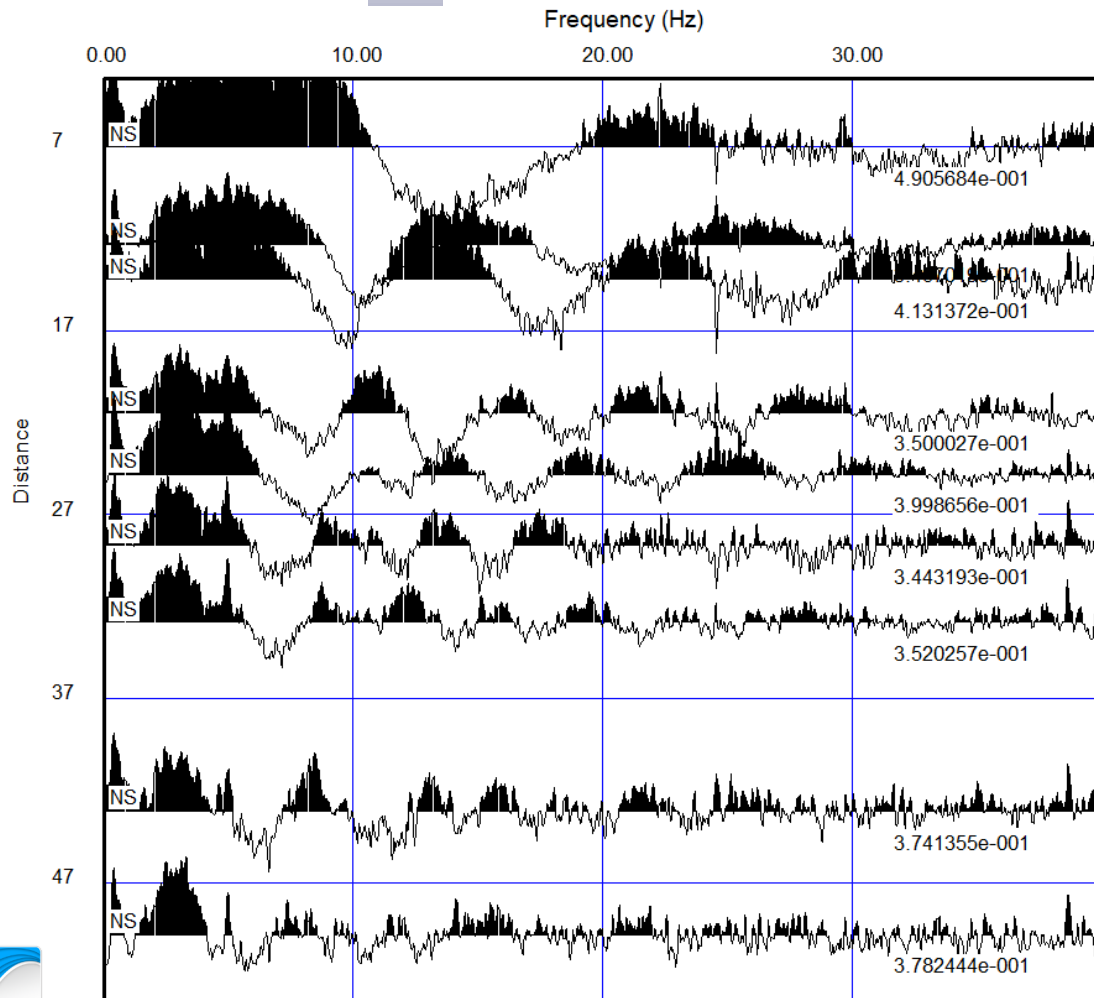 Frequency (Hz)
0.00 10.00 20.00 30.00
7
NS
4.905684e-001
NS
NS
4.131372e-001
17
NS
3.500027e-001
Distance
NS
3.998656e-001
27
NS
3.443193e-001
NS
3.520257e-001
37
NS
3.741355e-001
47
NS
3.782444e-001